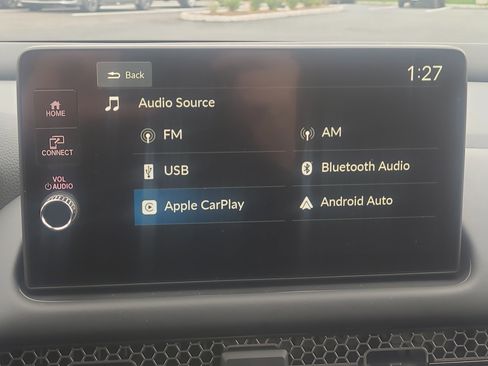 Back
1:27
Audio Source
HOME
FM
AM
CONNECT
USB
Bluetooth Audio
VOL
AUDIO
Apple CarPlay
Android Auto